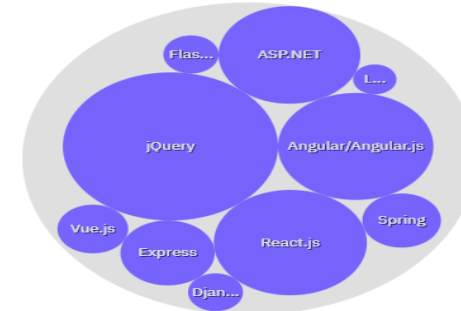 Flas...
ASP.NET
L...
jQuery
Angular/Angular.js
Vue.js
Spring
Express
React.js
Djan...